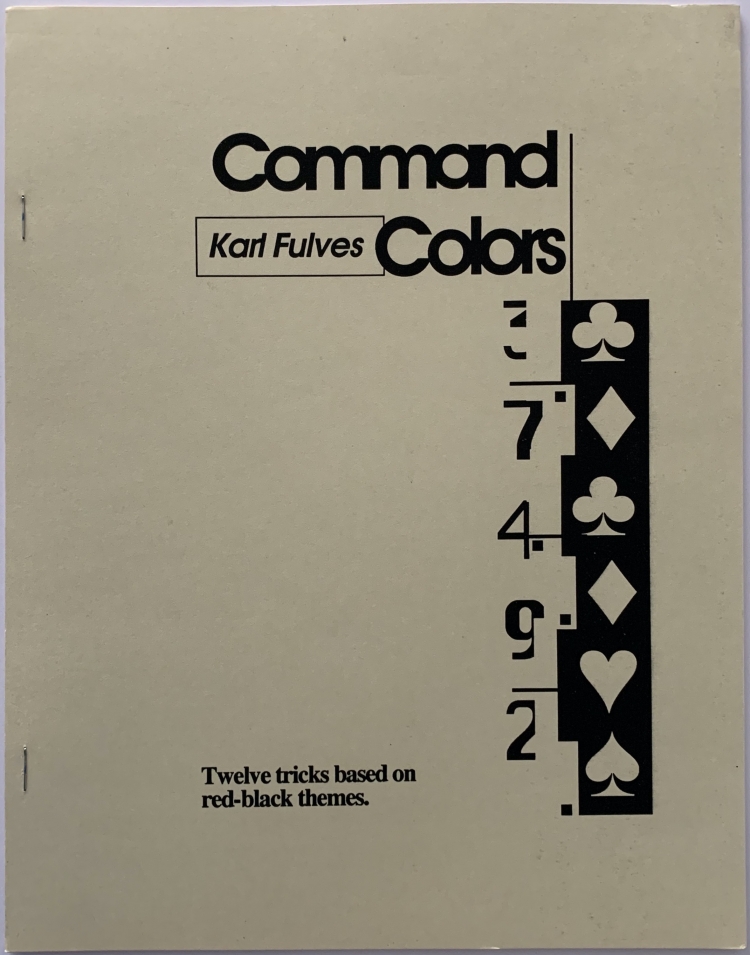 Command
Karl Fulves
Colors
3
7
4
9
2
Twelve tricks based on
red-black themes.